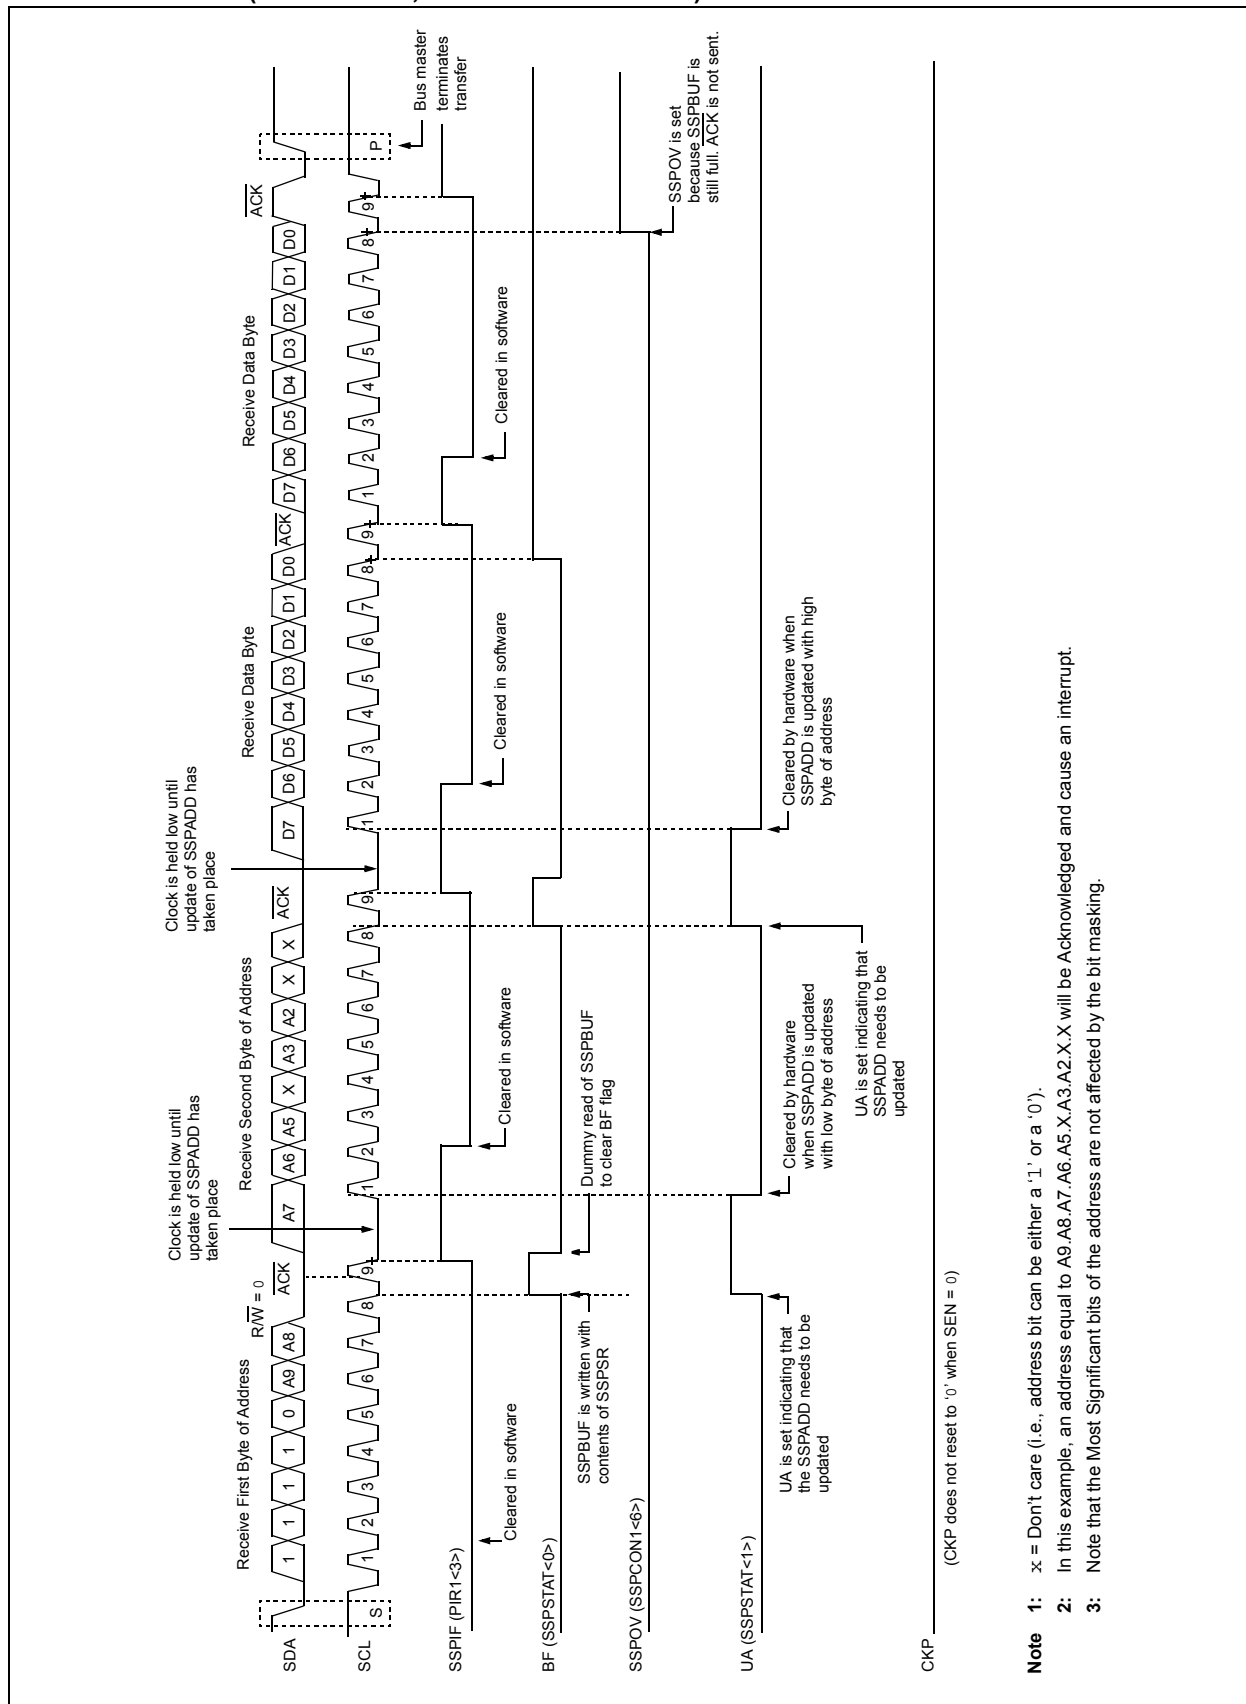 Receive First Byte of Address
R/W = 0
ACK
Receive Second Byte of Address
ACK
Receive Data Byte
ACK
Receive Data Byte
ACK
Clock is held low until
update of SSPADD has
taken place
Clock is held low until
update of SSPADD has
taken place
SDA
1 1 1 1 0 A9 A8 A7 A6 A5 X A3 A2 X X D7 D6 D5 D4 D3 D2 D1 D0 D7 D6 D5 D4 D3 D2 D1 D0
SCL
S 1 2 3 4 5 6 7 8 9 1 2 3 4 5 6 7 8 9 1 2 3 4 5 6 7 8 9 1 2 3 4 5 6 7 8 9 P
Bus master
terminates
transfer
SSPIF (PIR1<3>)
Cleared in software
Cleared in software
Cleared in software
Cleared in software
BF (SSPSTAT<0>)
SSPBUF is written with
contents of SSPSR
Dummy read of SSPBUF
to clear BF flag
SSPOV (SSPCON1<6>)
SSPOV is set
because SSPBUF is
still full. ACK is not sent.
UA (SSPSTAT<1>)
UA is set indicating that
the SSPADD needs to be
updated
Cleared by hardware
when SSPADD is updated
with low byte of address
UA is set indicating that
SSPADD needs to be
updated
Cleared by hardware when
SSPADD is updated with high
byte of address
CKP
(CKP does not reset to ‘0’ when SEN = 0)
Note 1: x = Don’t care (i.e., address bit can be either a ‘1’ or a ‘0’).
2: In this example, an address equal to A9.A8.A7.A6.A5.X.A3.A2.X.X will be Acknowledged and cause an interrupt.
3: Note that the Most Significant bits of the address are not affected by the bit masking.